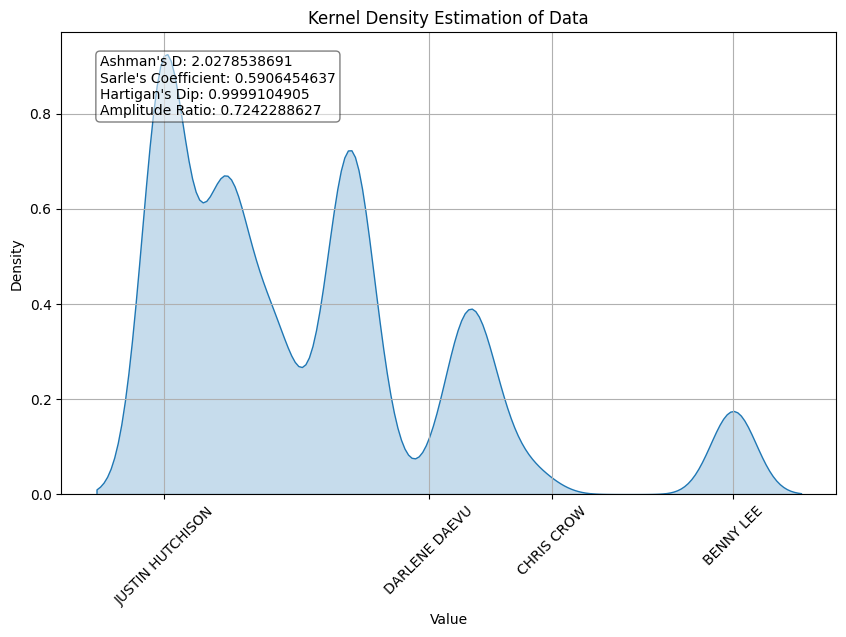 Kernel Density Estimation of Data
Ashman's D: 2.0278538691
Sarle's Coefficient: 0.5906454637
Hartigan's Dip: 0.9999104905
Amplitude Ratio: 0.7242288627
Density
0.8
0.6
0.4
0.2
0.0
JUSTIN HUTCHISON
DARLENE DAEVU
CHRIS CROW
BENNY LEE
Value